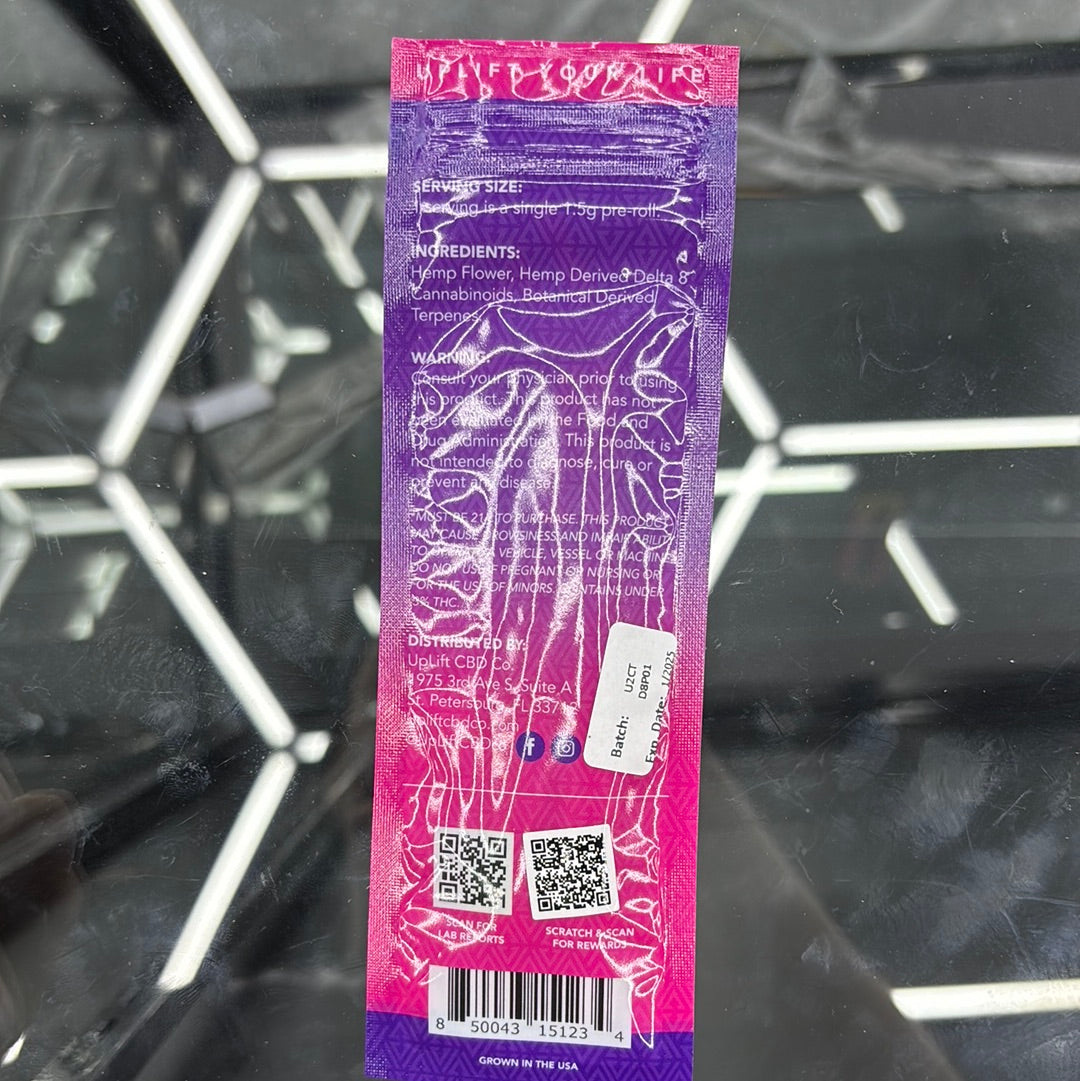 UPLIFT YOUR LIFE
SERVING SIZE:
serving is a single 1.5g pre-roll.
INGREDIENTS:
Hemp Flower, Hemp Derived Delta 8
Cannabinoids, Botanical Derived
Terpenes
WARNING:
Consult your physician prior to using
this product. This product has not
been evaluated by the Food and
Drug Administration. This product is
not intended to diagnose, cure or
prevent any disease
*MUST BE 21 TO PURCHASE. THIS PRODUCT
MAY CAUSE DROWSINESS AND IMPAIR ABILITY
TO A VEHICLE, VESSEL OR MACHINE
DO NOT USE IF PREGNANT OR NURSING OR
FOR THE USE OF MINORS. CONTAINS UNDER
THC.
DISTRIBUTED BY:
UpLift CBD Co.
975 3rd Ave S. Suite A
St. Petersburg, FL
upliftcbdco.com
UpLiftCBDco
Batch: U2CT
D8P01
Exp. Date: 1/2025
SCAN FOR
LAB REPORTS
SCRATCH & SCAN
FOR REWARDS
8 50043 15123 4
GROWN IN THE USA